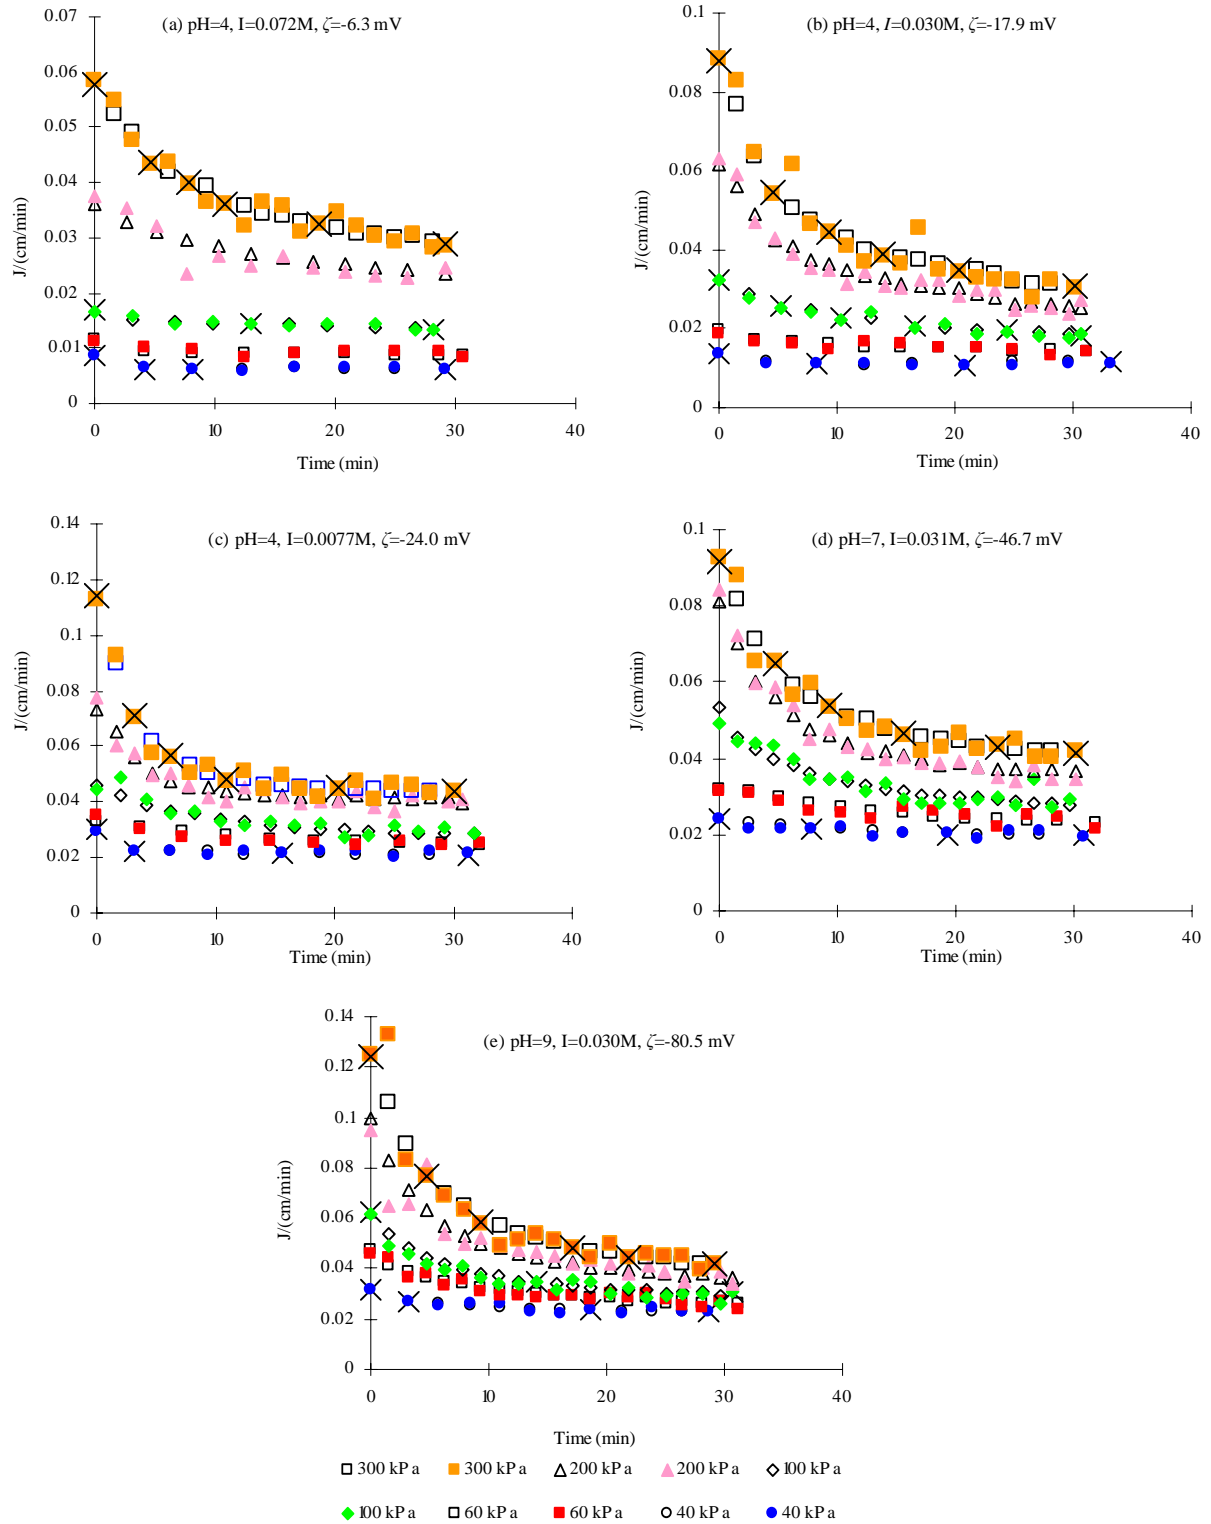 (a) pH=4, I=0.072M, ζ=-6.3 mV
0.07
0.06
0.05
0.04
0.03
0.02
0.01
0
J/(cm/min)
0 10 20 30 40
Time (min)
(b) pH=4, I=0.030M, ζ=-17.9 mV
0.1
0.08
0.06
0.04
0.02
0
J/(cm/min)
0 10 20 30 40
Time (min)
(c) pH=4, I=0.0077M, ζ=-24.0 mV
0.14
0.12
0.1
0.08
0.06
0.04
0.02
0
J/(cm/min)
0 10 20 30 40
Time (min)
(d) pH=7, I=0.031M, ζ=-46.7 mV
0.1
0.08
0.06
0.04
0.02
0
J/(cm/min)
0 10 20 30 40
Time (min)
(e) pH=9, I=0.030M, ζ=-80.5 mV
0.14
0.12
0.1
0.08
0.06
0.04
0.02
0
J/(cm/min)
0 10 20 30 40
Time (min)
300 kPa 300 kPa 200 kPa 200 kPa 100 kPa
100 kPa 60 kPa 60 kPa 40 kPa 40 kPa